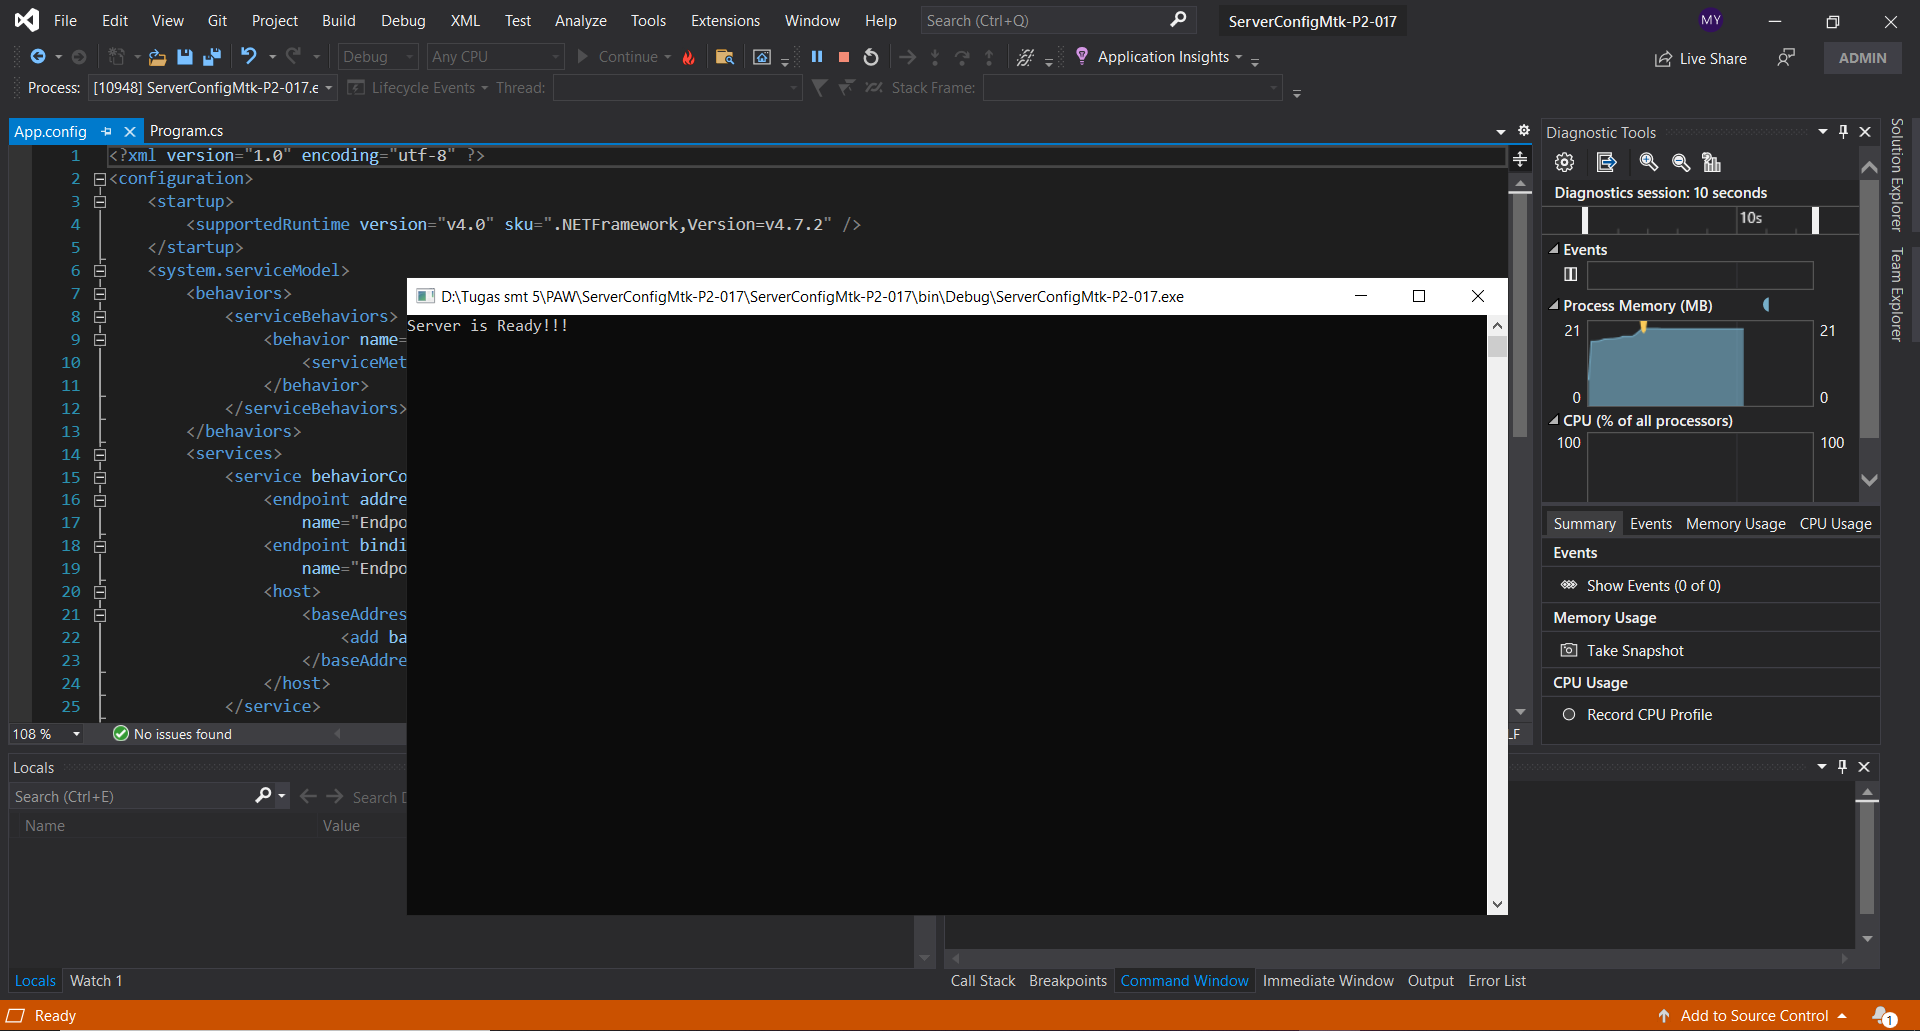 File Edit View Git Project Build Debug XML Test Analyze Tools Extensions Window Help Search (Ctrl+Q) ServerConfigMtk-P2-017 MY
Debug Any CPU Continue Application Insights Live Share ADMIN
Process: [10948] ServerConfigMtk-P2-017.e Lifecycle Events Thread: Stack Frame:
App.config Program.cs
1 <?xml version="1.0" encoding="utf-8" ?>
2 <configuration>
3 <startup>
4 <supportedRuntime version="v4.0" sku=".NETFramework,Version=v4.7.2" />
5 </startup>
6 <system.serviceModel>
7 <behaviors>
8 <serviceBehaviors>
9 <behavior name=
10 <serviceMet
11 </behavior>
12 </serviceBehaviors>
13 </behaviors>
14 <services>
15 <service behaviorCo
16 <endpoint addre
17 name="Endpo
18 <endpoint bindi
19 name="Endpo
20 <host>
21 <baseAddres
22 <add ba
23 </baseAddre
24 </host>
25 </service>
108 % No issues found
LF
D:\Tugas smt 5\PAW\ServerConfigMtk-P2-017\ServerConfigMtk-P2-017\bin\Debug\ServerConfigMtk-P2-017.exe
Server is Ready!!!
Diagnostic Tools
Diagnostics session: 10 seconds
10s
Events
Process Memory (MB)
21 21
0 0
CPU (% of all processors)
100 100
Summary Events Memory Usage CPU Usage
Events
Show Events (0 of 0)
Memory Usage
Take Snapshot
CPU Usage
Record CPU Profile
Solution Explorer
Team Explorer
Locals
Search (Ctrl+E) Search D
Name Value
Locals Watch 1
Call Stack Breakpoints Command Window Immediate Window Output Error List
Ready Add to Source Control 1